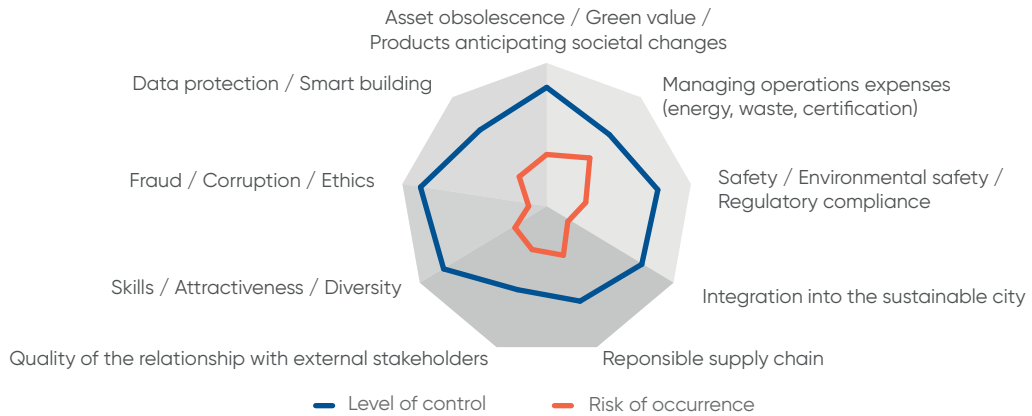 Asset obsolescence / Green value /
Products anticipating societal changes
Data protection / Smart building
Managing operations expenses
(energy, waste, certification)
Fraud / Corruption / Ethics
Safety / Environmental safety /
Regulatory compliance
Skills / Attractiveness / Diversity
Integration into the sustainable city
Quality of the relationship with external stakeholders
Reponsible supply chain
Level of control
Risk of occurrence